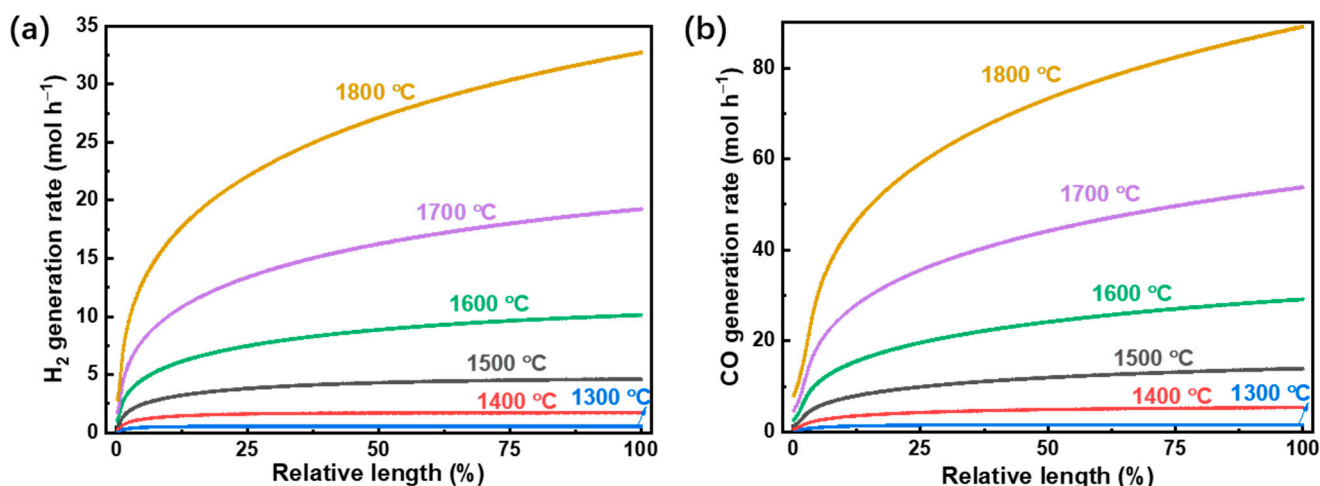 (a)
H₂ generation rate (mol h⁻¹)
35
30
25
20
15
10
5
0
1800 °C
1700 °C
1600 °C
1500 °C
1400 °C
1300 °C
0
25
50
75
100
Relative length (%)
(b)
CO generation rate (mol h⁻¹)
80
60
40
20
0
1800 °C
1700 °C
1600 °C
1500 °C
1400 °C
1300 °C
0
25
50
75
100
Relative length (%)